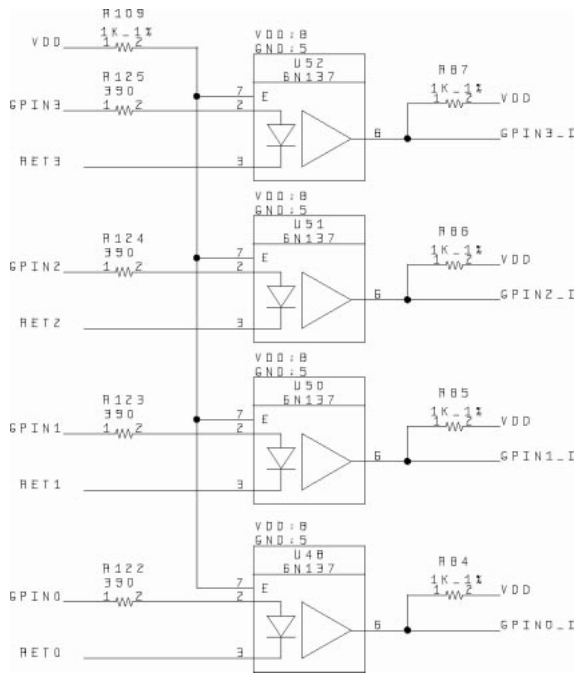 R109
1K_1%
VDD 1 2
VDD:8
GND:5
U52
6N137
R125
390
GPIN3 1 2
7 E
2
3
RET3
6
R87
1K_1%
1 2 VDD
GPIN3_I
VDD:8
GND:5
U51
6N137
R124
390
GPIN2 1 2
7 E
2
3
RET2
6
R86
1K_1%
1 2 VDD
GPIN2_I
VDD:8
GND:5
U50
6N137
R123
390
GPIN1 1 2
7 E
2
3
RET1
6
R85
1K_1%
1 2 VDD
GPIN1_I
VDD:8
GND:5
U48
6N137
R122
390
GPIN0 1 2
7 E
2
3
RET0
6
R84
1K_1%
1 2 VDD
GPIN0_I